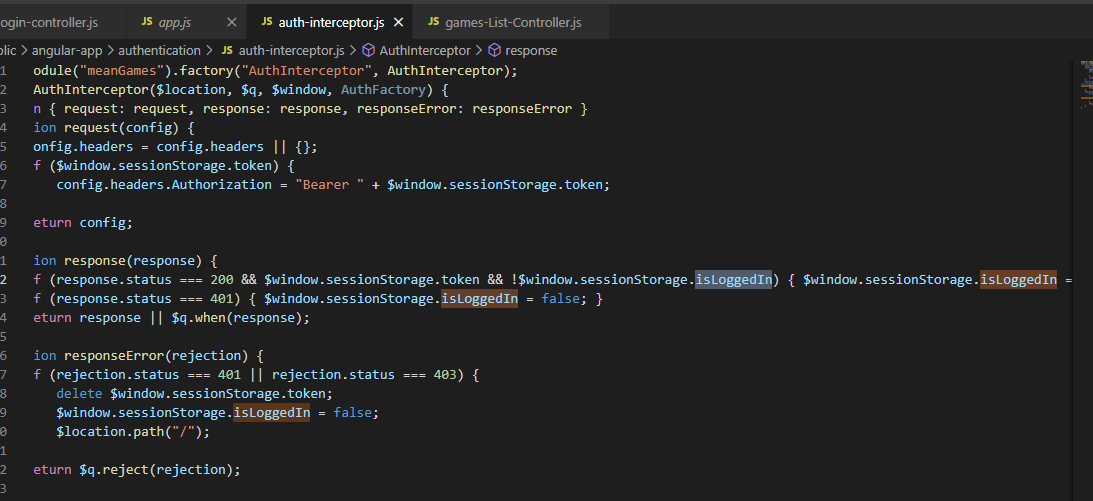 ogin-controller.js JS app.js × JS auth-interceptor.js × JS games-List-Controller.js
olic > angular-app > authentication > JS auth-interceptor.js > AuthInterceptor > response
1 odule("meanGames").factory("AuthInterceptor", AuthInterceptor);
2 AuthInterceptor($location, $q, $window, AuthFactory) {
3 n { request: request, response: response, responseError: responseError }
4 ion request(config) {
5 onfig.headers = config.headers || {};
6 f ($window.sessionStorage.token) {
7 config.headers.Authorization = "Bearer " + $window.sessionStorage.token;
8
9 eturn config;
0
1 ion response(response) {
2 f (response.status === 200 && $window.sessionStorage.token && !$window.sessionStorage.isLoggedIn) { $window.sessionStorage.isLoggedIn =
3 f (response.status === 401) { $window.sessionStorage.isLoggedIn = false; }
4 eturn response || $q.when(response);
5
6 ion responseError(rejection) {
7 f (rejection.status === 401 || rejection.status === 403) {
8 delete $window.sessionStorage.token;
9 $window.sessionStorage.isLoggedIn = false;
0 $location.path("/");
1
2 eturn $q.reject(rejection);
3